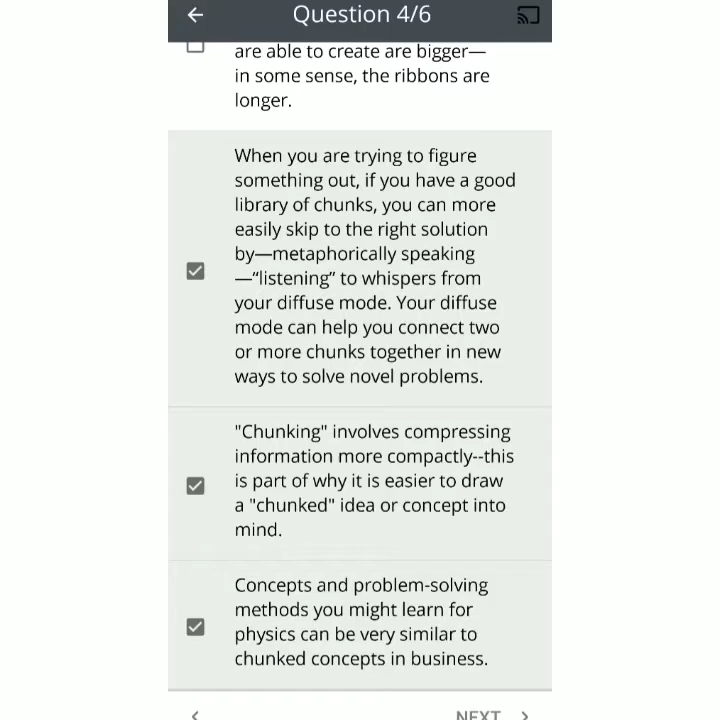 Question 4/6
are able to create are bigger—
in some sense, the ribbons are
longer.
When you are trying to figure
something out, if you have a good
library of chunks, you can more
easily skip to the right solution
by—metaphorically speaking
—“listening” to whispers from
your diffuse mode. Your diffuse
mode can help you connect two
or more chunks together in new
ways to solve novel problems.
"Chunking" involves compressing
information more compactly--this
is part of why it is easier to draw
a "chunked" idea or concept into
mind.
Concepts and problem-solving
methods you might learn for
physics can be very similar to
chunked concepts in business.
NEXT